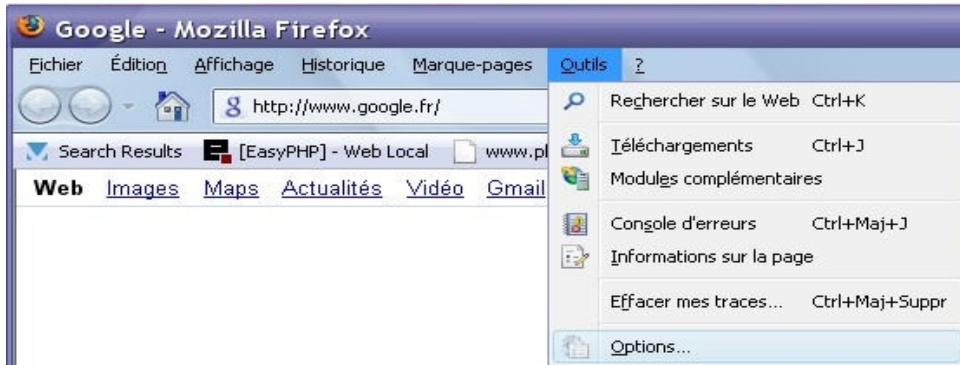 Google - Mozilla Firefox
Fichier Édition Affichage Historique Marque-pages Outils ?
http://www.google.fr/
Search Results [EasyPHP] - Web Local www.pl
Web Images Maps Actualités Vidéo Gmail
Rechercher sur le Web Ctrl+K
Téléchargements Ctrl+J
Modules complémentaires
Console d'erreurs Ctrl+Maj+J
Informations sur la page
Effacer mes traces... Ctrl+Maj+Suppr
Options...